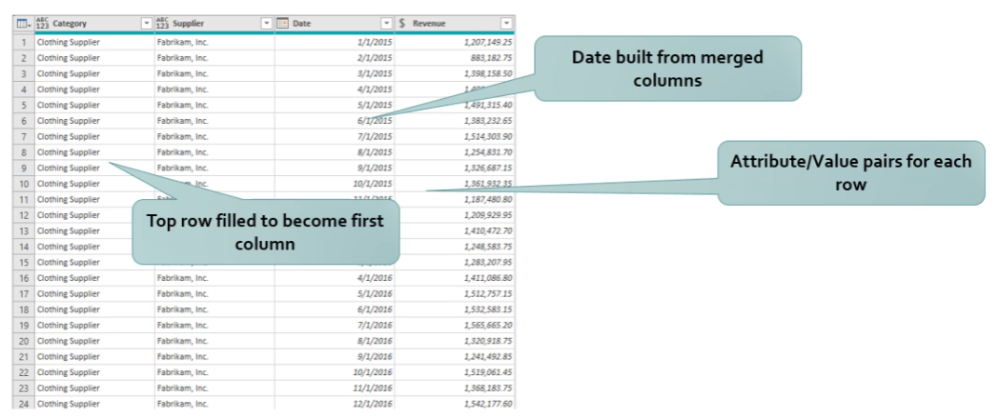 ABC 123 Category ABC 123 Supplier Date $ Revenue
1 Clothing Supplier Fabrikam, Inc. 1/1/2015 1,207,149.25
2 Clothing Supplier Fabrikam, Inc. 2/1/2015 883,182.75
3 Clothing Supplier Fabrikam, Inc. 3/1/2015 1,398,158.50
4 Clothing Supplier Fabrikam, Inc. 4/1/2015
5 Clothing Supplier Fabrikam, Inc. 5/1/2015 1,491,315.40
6 Clothing Supplier Fabrikam, Inc. 6/1/2015 1,383,232.65
7 Clothing Supplier Fabrikam, Inc. 7/1/2015 1,514,303.90
8 Clothing Supplier Fabrikam, Inc. 8/1/2015 1,254,831.70
9 Clothing Supplier Fabrikam, Inc. 9/1/2015 1,326,687.15
10 Clothing Supplier Inc. 10/1/2015 1,361,932.35
11 Clothing Supplier 1,187,480.80
12 Clothing Supplier 1,209,929.95
13 Clothing Supplier 1,410,472.70
14 Clothing Supplier 1,248,583.75
15 Clothing Supplier 1,283,207.95
16 Clothing Supplier Fabrikam, Inc. 4/1/2016 1,411,086.80
17 Clothing Supplier Fabrikam, Inc. 5/1/2016 1,512,757.15
18 Clothing Supplier Fabrikam, Inc. 6/1/2016 1,532,583.15
19 Clothing Supplier Fabrikam, Inc. 7/1/2016 1,565,665.20
20 Clothing Supplier Fabrikam, Inc. 8/1/2016 1,320,918.75
21 Clothing Supplier Fabrikam, Inc. 9/1/2016 1,241,492.85
22 Clothing Supplier Fabrikam, Inc. 10/1/2016 1,519,061.45
23 Clothing Supplier Fabrikam, Inc. 11/1/2016 1,368,183.75
24 Clothing Supplier Fabrikam, Inc. 12/1/2016 1,542,177.60
Date built from merged
columns
Attribute/Value pairs for each
row
Top row filled to become first
column